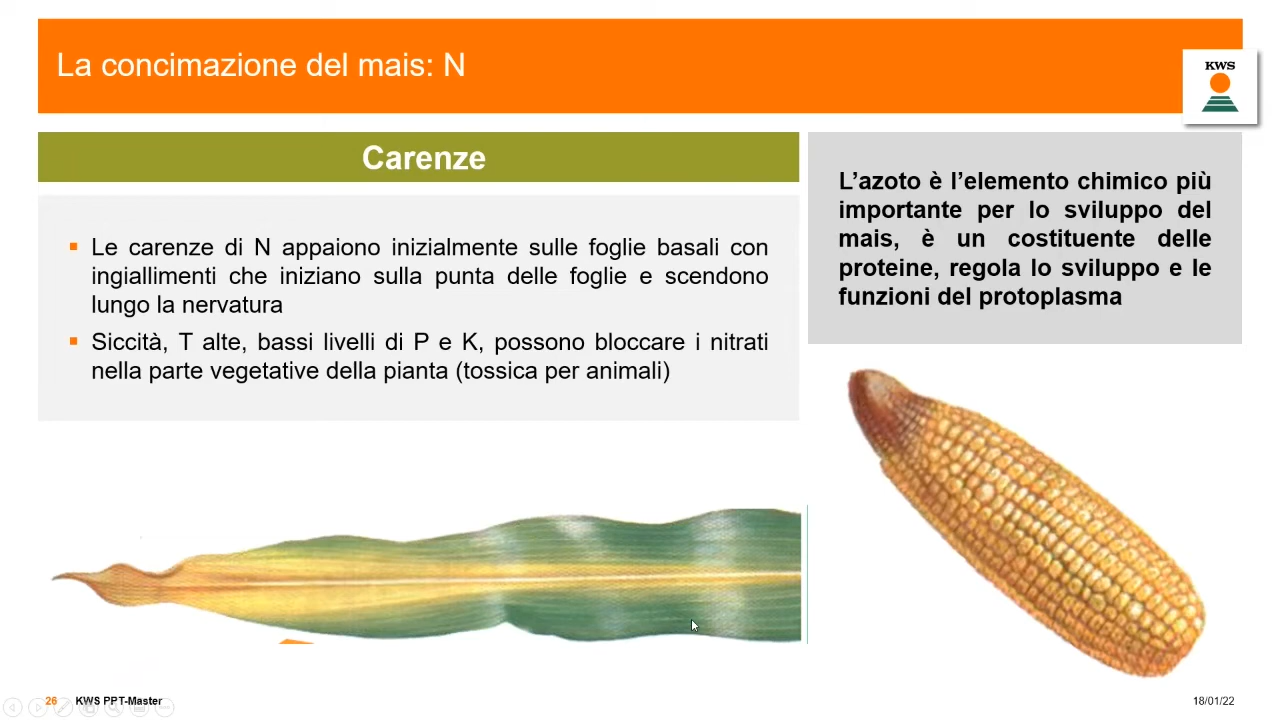 La concimazione del mais: N
KWS
Carenze
Le carenze di N appaiono inizialmente sulle foglie basali con
ingiallimenti che iniziano sulla punta delle foglie e scendono
lungo la nervatura
Siccità, T alte, bassi livelli di P e K, possono bloccare i nitrati
nella parte vegetative della pianta (tossica per animali)
L’azoto è l’elemento chimico più
importante per lo sviluppo del
mais, è un costituente delle
proteine, regola lo sviluppo e le
funzioni del protoplasma
26 KWS PPT-Master
18/01/22